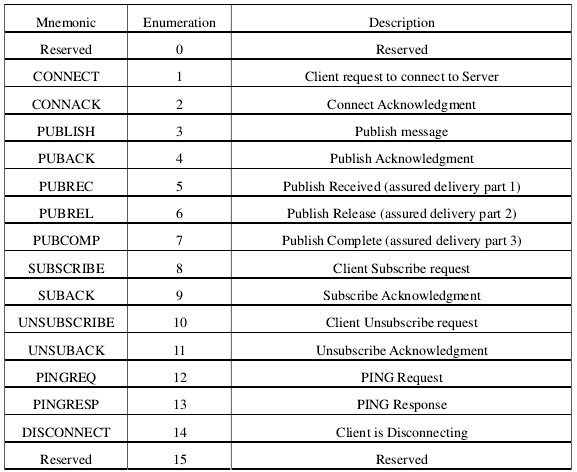 Mnemonic Enumeration Description
Reserved 0 Reserved
CONNECT 1 Client request to connect to Server
CONNACK 2 Connect Acknowledgment
PUBLISH 3 Publish message
PUBACK 4 Publish Acknowledgment
PUBREC 5 Publish Received (assured delivery part 1)
PUBREL 6 Publish Release (assured delivery part 2)
PUBCOMP 7 Publish Complete (assured delivery part 3)
SUBSCRIBE 8 Client Subscribe request
SUBACK 9 Subscribe Acknowledgment
UNSUBSCRIBE 10 Client Unsubscribe request
UNSUBACK 11 Unsubscribe Acknowledgment
PINGREQ 12 PING Request
PINGRESP 13 PING Response
DISCONNECT 14 Client is Disconnecting
Reserved 15 Reserved